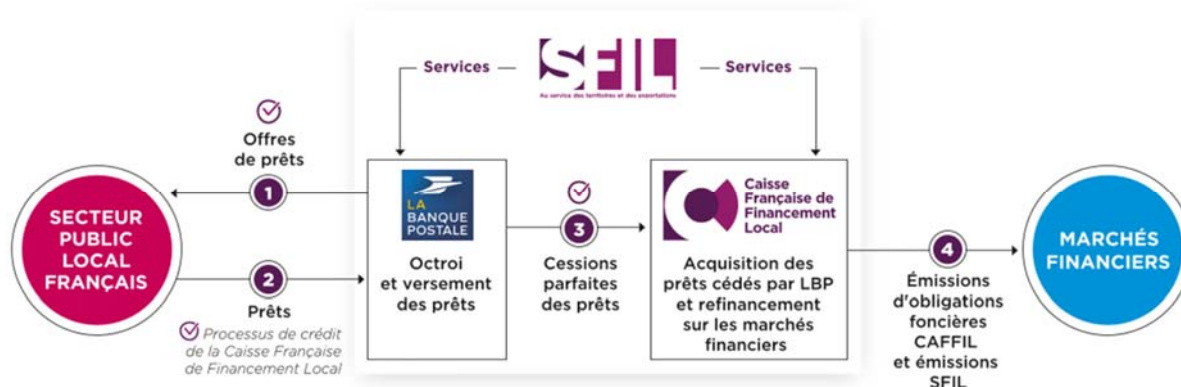 Services
SFIL
Services
Au service des territoires et des exportations
Offres
de prêts
1
SECTEUR
PUBLIC
LOCAL
FRANÇAIS
2
Prêts
Processus de crédit
de la Caisse Française
de Financement Local
LA
BANQUE
POSTALE
Octroi
et versement
des prêts
3
Cessions
parfaites
des prêts
Caisse
Française de
Financement
Local
Acquisition des
prêts cédés par LBP
et refinancement
sur les marchés
financiers
4
Émissions
d'obligations
foncières
CAFFIL
et émissions
SFIL
MARCHÉS
FINANCIERS